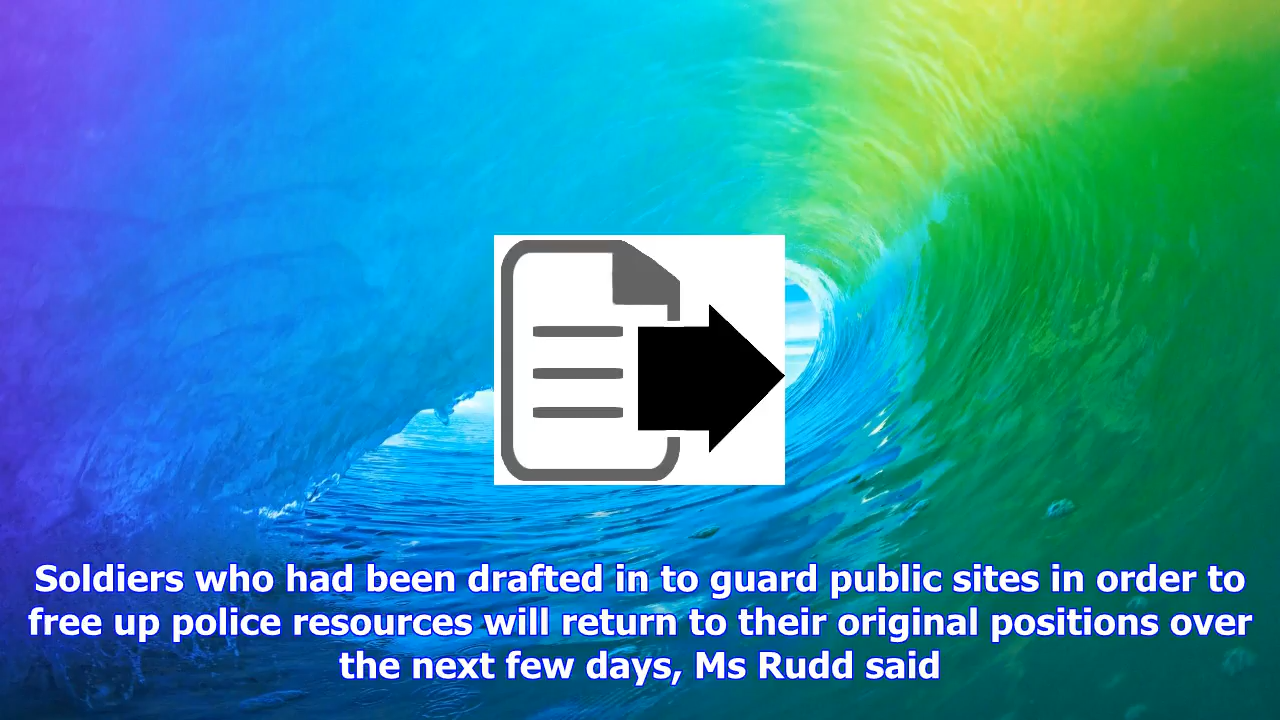 Soldiers who had been drafted in to guard public sites in order to
free up police resources will return to their original positions over
the next few days, Ms Rudd said